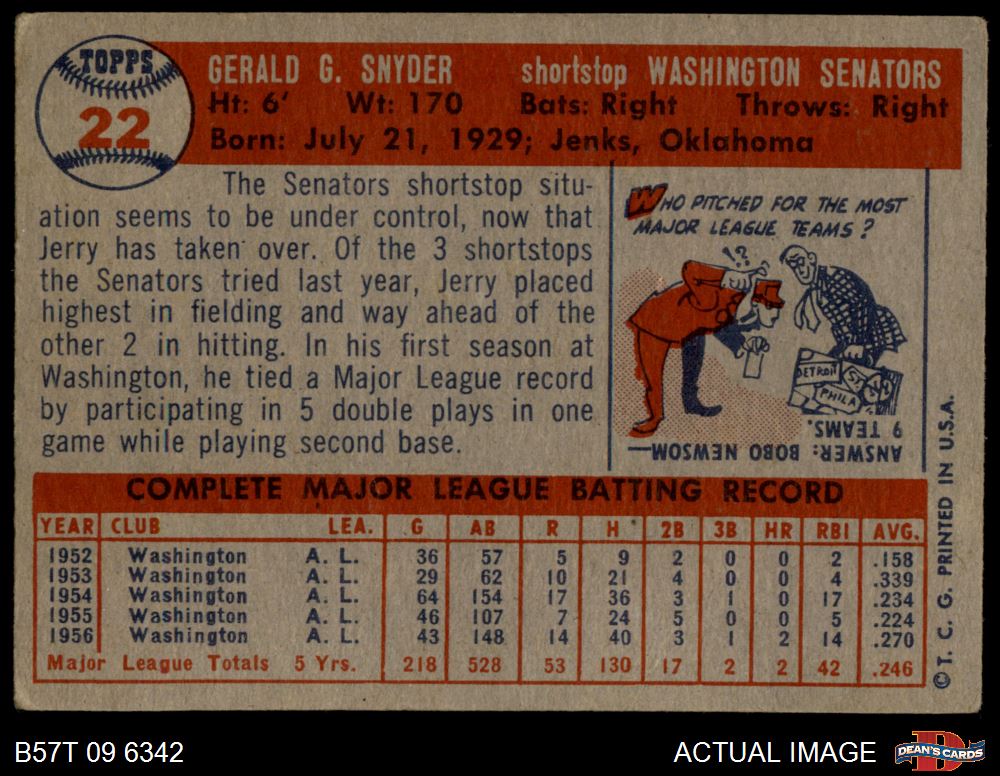 TOPPS
22
GERALD G. SNYDER shortstop WASHINGTON SENATORS
Ht: 6' Wt: 170 Bats: Right Throws: Right
Born: July 21, 1929; Jenks, Oklahoma
The Senators shortstop situ-
ation seems to be under control, now that
Jerry has taken over. Of the 3 shortstops
the Senators tried last year, Jerry placed
highest in fielding and way ahead of the
other 2 in hitting. In his first season at
Washington, he tied a Major League record
by participating in 5 double plays in one
game while playing second base.
WHO PITCHED FOR THE MOST
MAJOR LEAGUE TEAMS?
!?
DETROIT
ST.
PHILA
ANSWER: BOBO NEWSOM—
9 TEAMS.
COMPLETE MAJOR LEAGUE BATTING RECORD
YEAR CLUB LEA. G AB R H 2B 3B HR RBI AVG.
1952 Washington A. L. 36 57 5 9 2 0 0 2 .158
1953 Washington A. L. 29 62 10 21 4 0 0 4 .339
1954 Washington A. L. 64 154 17 36 3 1 0 17 .234
1955 Washington A. L. 46 107 7 24 5 0 0 5 .224
1956 Washington A. L. 43 148 14 40 3 1 2 14 .270
Major League Totals 5 Yrs. 218 528 53 130 17 2 2 42 .246
© T. C. G. PRINTED IN U.S.A.
B57T 09 6342
ACTUAL IMAGE
DEAN'S CARDS